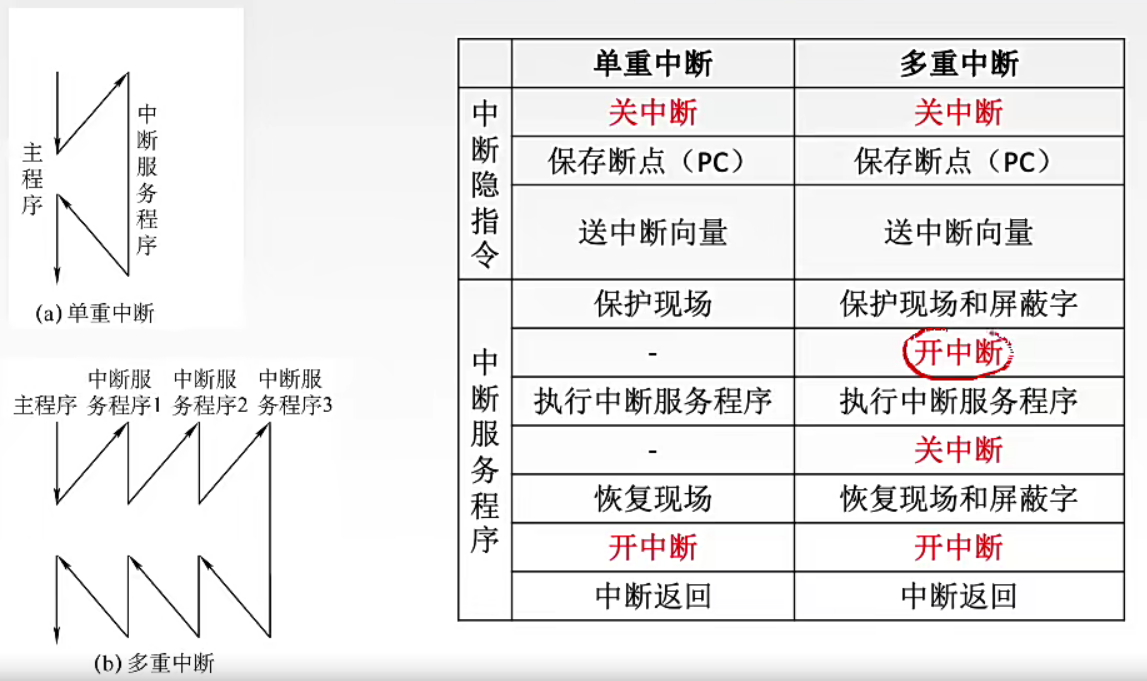 主程序
中断服务程序
(a) 单重中断
主程序
中断服务程序1
中断服务程序2
中断服务程序3
(b) 多重中断
单重中断 多重中断
中断隐指令
关中断 关中断
保存断点（PC） 保存断点（PC）
送中断向量 送中断向量
中断服务程序
保护现场 保护现场和屏蔽字
- 开中断
执行中断服务程序 执行中断服务程序
- 关中断
恢复现场 恢复现场和屏蔽字
开中断 开中断
中断返回 中断返回